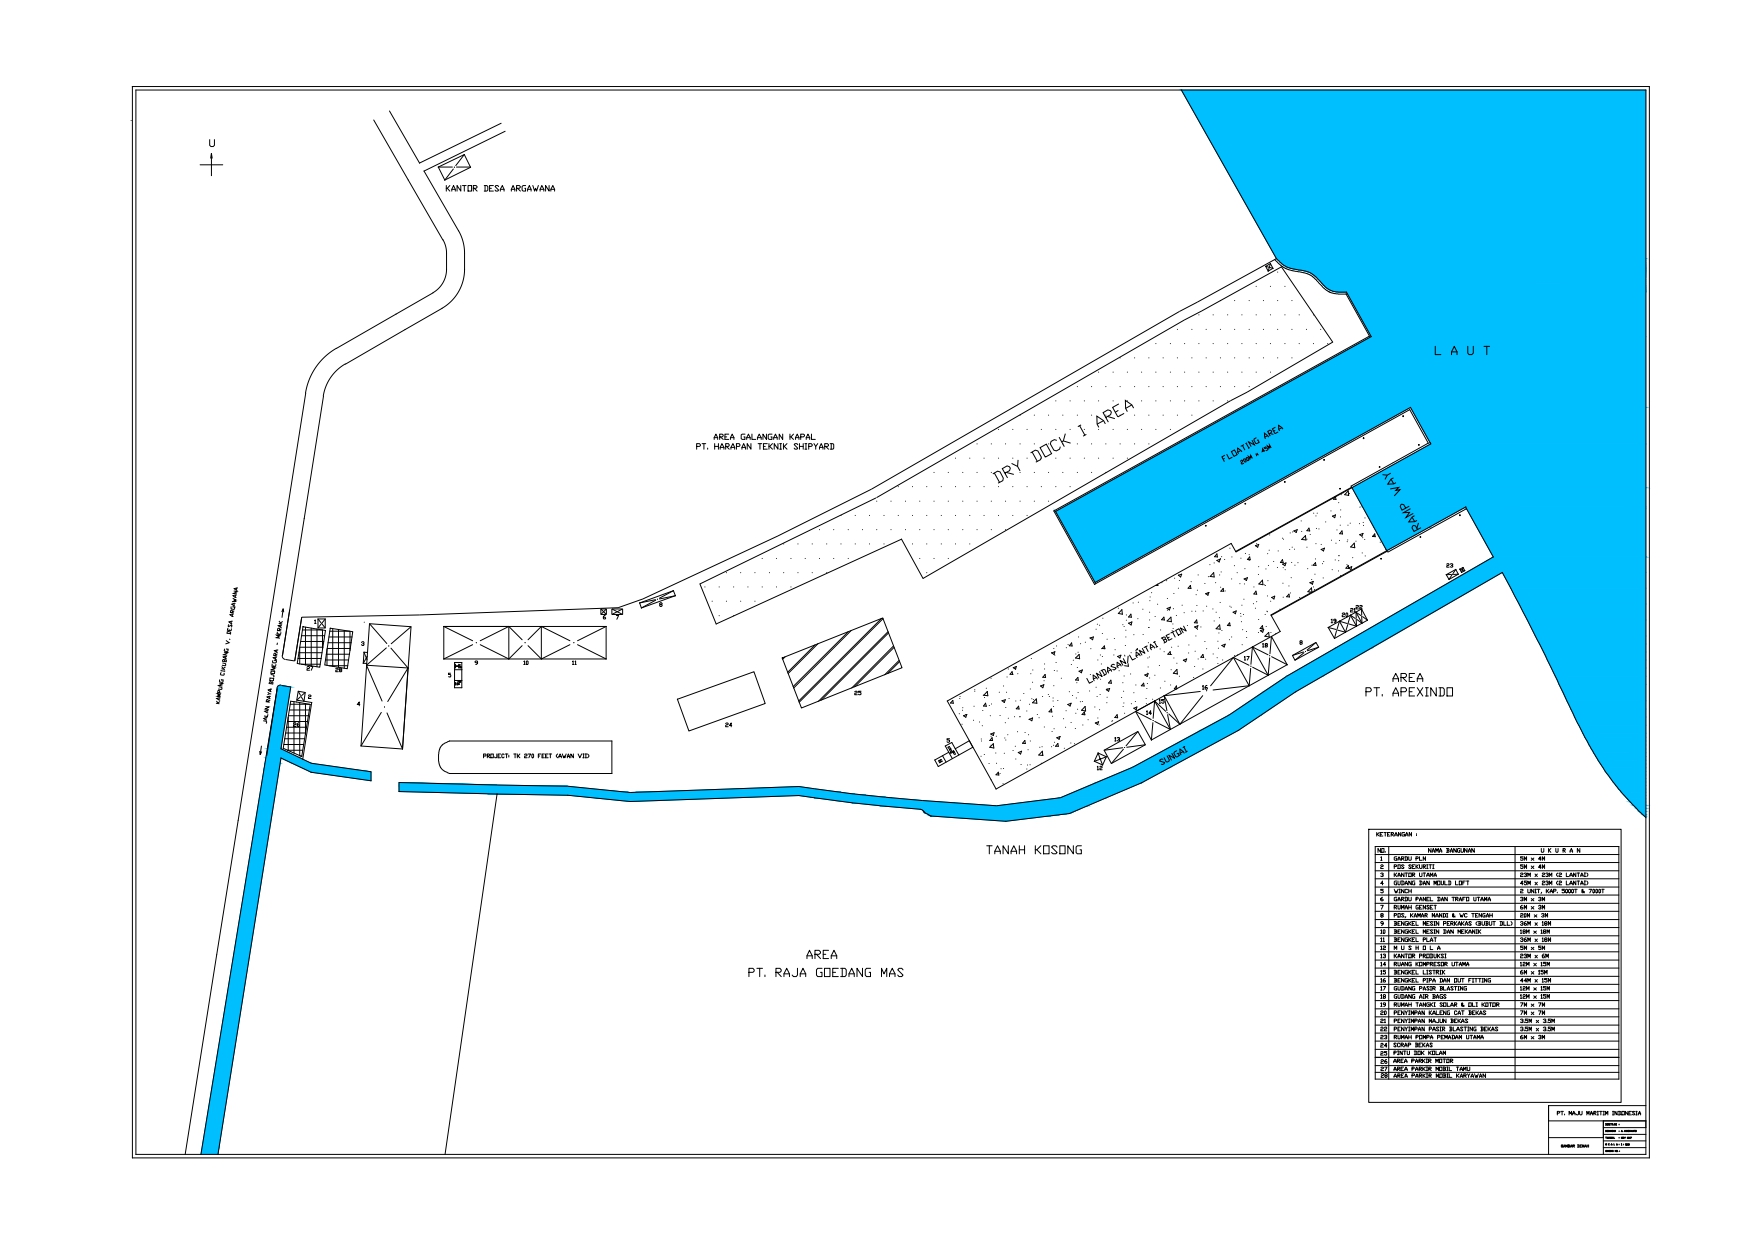 U
KANTOR DESA ARGAWANA
L A U T
AREA GALANGAN KAPAL
PT. HARAPAN TEKNIK SHIPYARD
DRY DOCK I AREA
FLOATING AREA
RAMP WAY
LANDASAN/LANTAI BETON
KAMPUNG CIKUBANG V. DESA ARGAWANA
JALAN RAYA BOJONEGARA - MERAK
1
27
28
3
4
2
9
10
11
5
6
7
8
24
25
PROJECT: TK 270 FEET (AWAN VII)
5
13
14
16
17
18
8
23
SUNGAI
AREA
PT. APEXINDO
TANAH KOSONG
AREA
PT. RAJA GOEDANG MAS
KETERANGAN :
NO. NAMA BANGUNAN U K U R A N
1 GARDU PLN 5M x 4M
2 POS SEKURITI 5M x 4M
3 KANTOR UTAMA 23M x 23M (2 LANTAI)
4 GUDANG DAN MOULD LOFT 45M x 23M (2 LANTAI)
5 WINCH 2 UNIT, KAP. 5000T & 7000T
6 GARDU PANEL DAN TRAFO UTAMA 3M x 3M
7 RUMAH GENSET 6M x 3M
8 POS, KAMAR MANDI & WC TENGAH 20M x 3M
9 BENGKEL MESIN PERKAKAS (BUBUT DLL) 36M x 18M
10 BENGKEL MESIN DAN MEKANIK 18M x 18M
11 BENGKEL PLAT 36M x 18M
12 M U S H O L A 5M x 5M
13 KANTOR PRODUKSI 23M x 6M
14 RUANG KOMPRESOR UTAMA 12M x 15M
15 BENGKEL LISTRIK 6M x 15M
16 BENGKEL PIPA DAN OUT FITTING 44M x 15M
17 GUDANG PASIR BLASTING 12M x 15M
18 GUDANG AIR BAGS 12M x 15M
19 RUMAH TANGKI SOLAR & OLI KOTOR 7M x 7M
20 PENYIMPAN KALENG CAT BEKAS 7M x 7M
21 PENYIMPAN MAJUN BEKAS 3.5M x 3.5M
22 PENYIMPAN PASIR BLASTING BEKAS 3.5M x 3.5M
23 RUMAH POMPA PEMADAM UTAMA 6M x 3M
24 SCRAP BEKAS
25 PINTU DOK KOLAM
26 AREA PARKIR MOTOR
27 AREA PARKIR MOBIL TAMU
28 AREA PARKIR MOBIL KARYAWAN
PT. MAJU MARITIM INDONESIA
GAMBAR DENAH